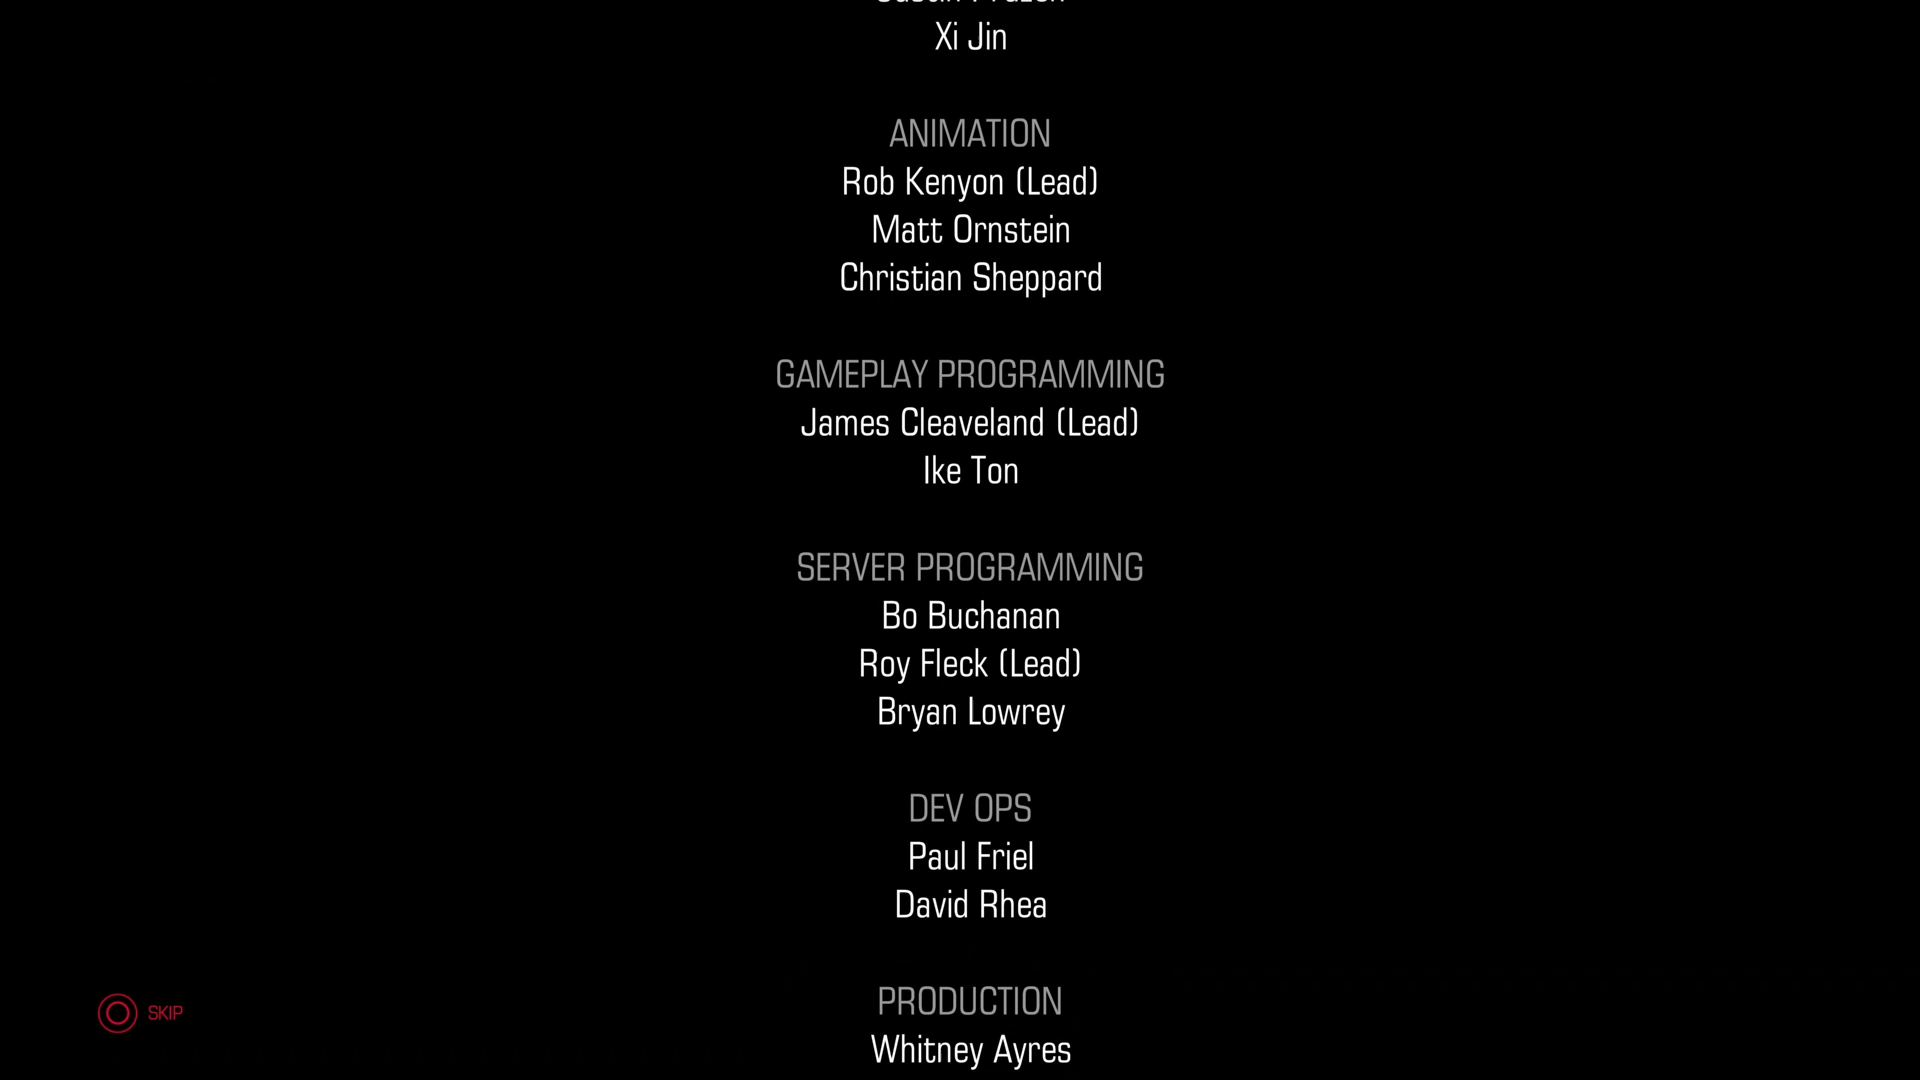 Xi Jin
ANIMATION
Rob Kenyon (Lead)
Matt Ornstein
Christian Sheppard
GAMEPLAY PROGRAMMING
James Cleaveland (Lead)
Ike Ton
SERVER PROGRAMMING
Bo Buchanan
Roy Fleck (Lead)
Bryan Lowrey
DEV OPS
Paul Friel
David Rhea
PRODUCTION
Whitney Ayres
SKIP